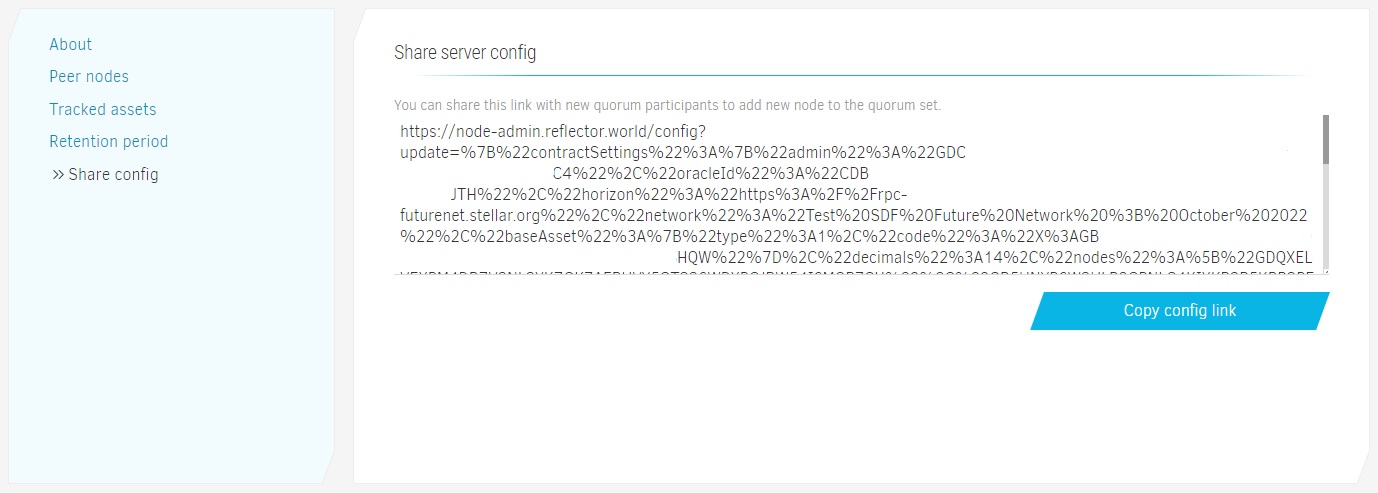 About
Peer nodes
Tracked assets
Retention period
» Share config
Share server config
You can share this link with new quorum participants to add new node to the quorum set.
https://node-admin.reflector.world/config?
update=%7B%22contractSettings%22%3A%7B%22admin%22%3A%22GDC
C4%22%2C%22oracleId%22%3A%22CDB
JTH%22%2C%22horizon%22%3A%22https%3A%2F%2Frpc-
futurenet.stellar.org%22%2C%22network%22%3A%22Test%20SDF%20Future%20Network%20%3B%20October%202022
%22%2C%22baseAsset%22%3A%7B%22type%22%3A1%2C%22code%22%3A%22X%3AGB
HQW%22%7D%2C%22decimals%22%3A14%2C%22nodes%22%3A%5B%22GDQXEL
Copy config link